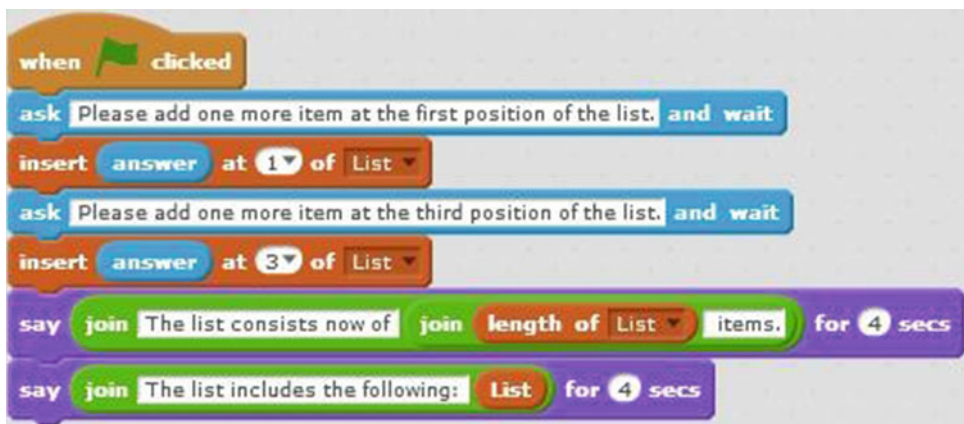 when clicked
ask Please add one more item at the first position of the list. and wait
insert answer at 1 of List
ask Please add one more item at the third position of the list. and wait
insert answer at 3 of List
say join The list consists now of join length of List items. for 4 secs
say join The list includes the following: List for 4 secs